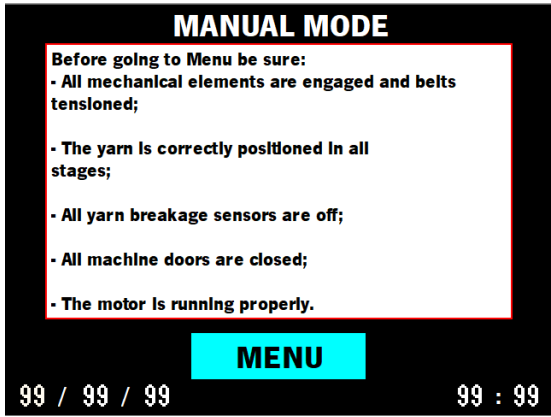 MANUAL MODE
Before going to Menu be sure:
- All mechanical elements are engaged and belts
tensioned;
- The yarn is correctly positioned in all
stages;
- All yarn breakage sensors are off;
- All machine doors are closed;
- The motor is running properly.
MENU
99 / 99 / 99
99 : 99